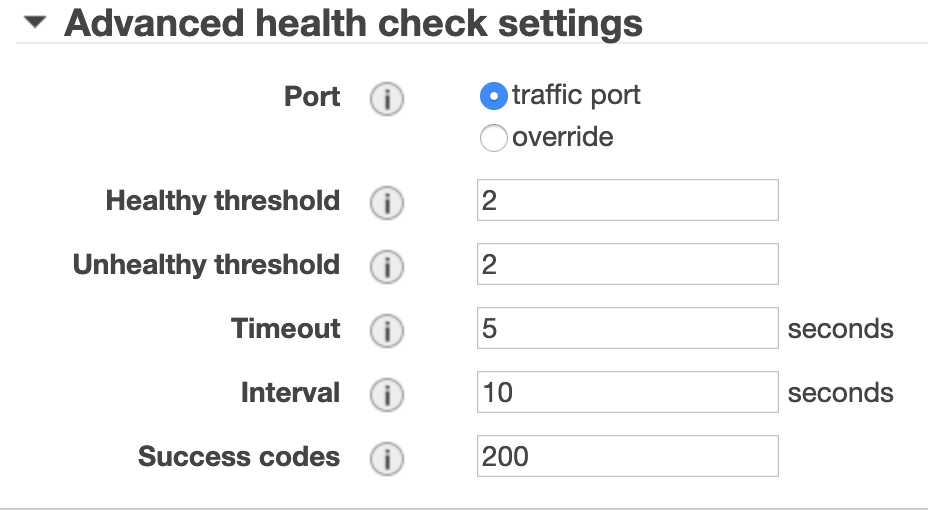 Advanced health check settings
Port traffic port
override
Healthy threshold 2
Unhealthy threshold 2
Timeout 5 seconds
Interval 10 seconds
Success codes 200